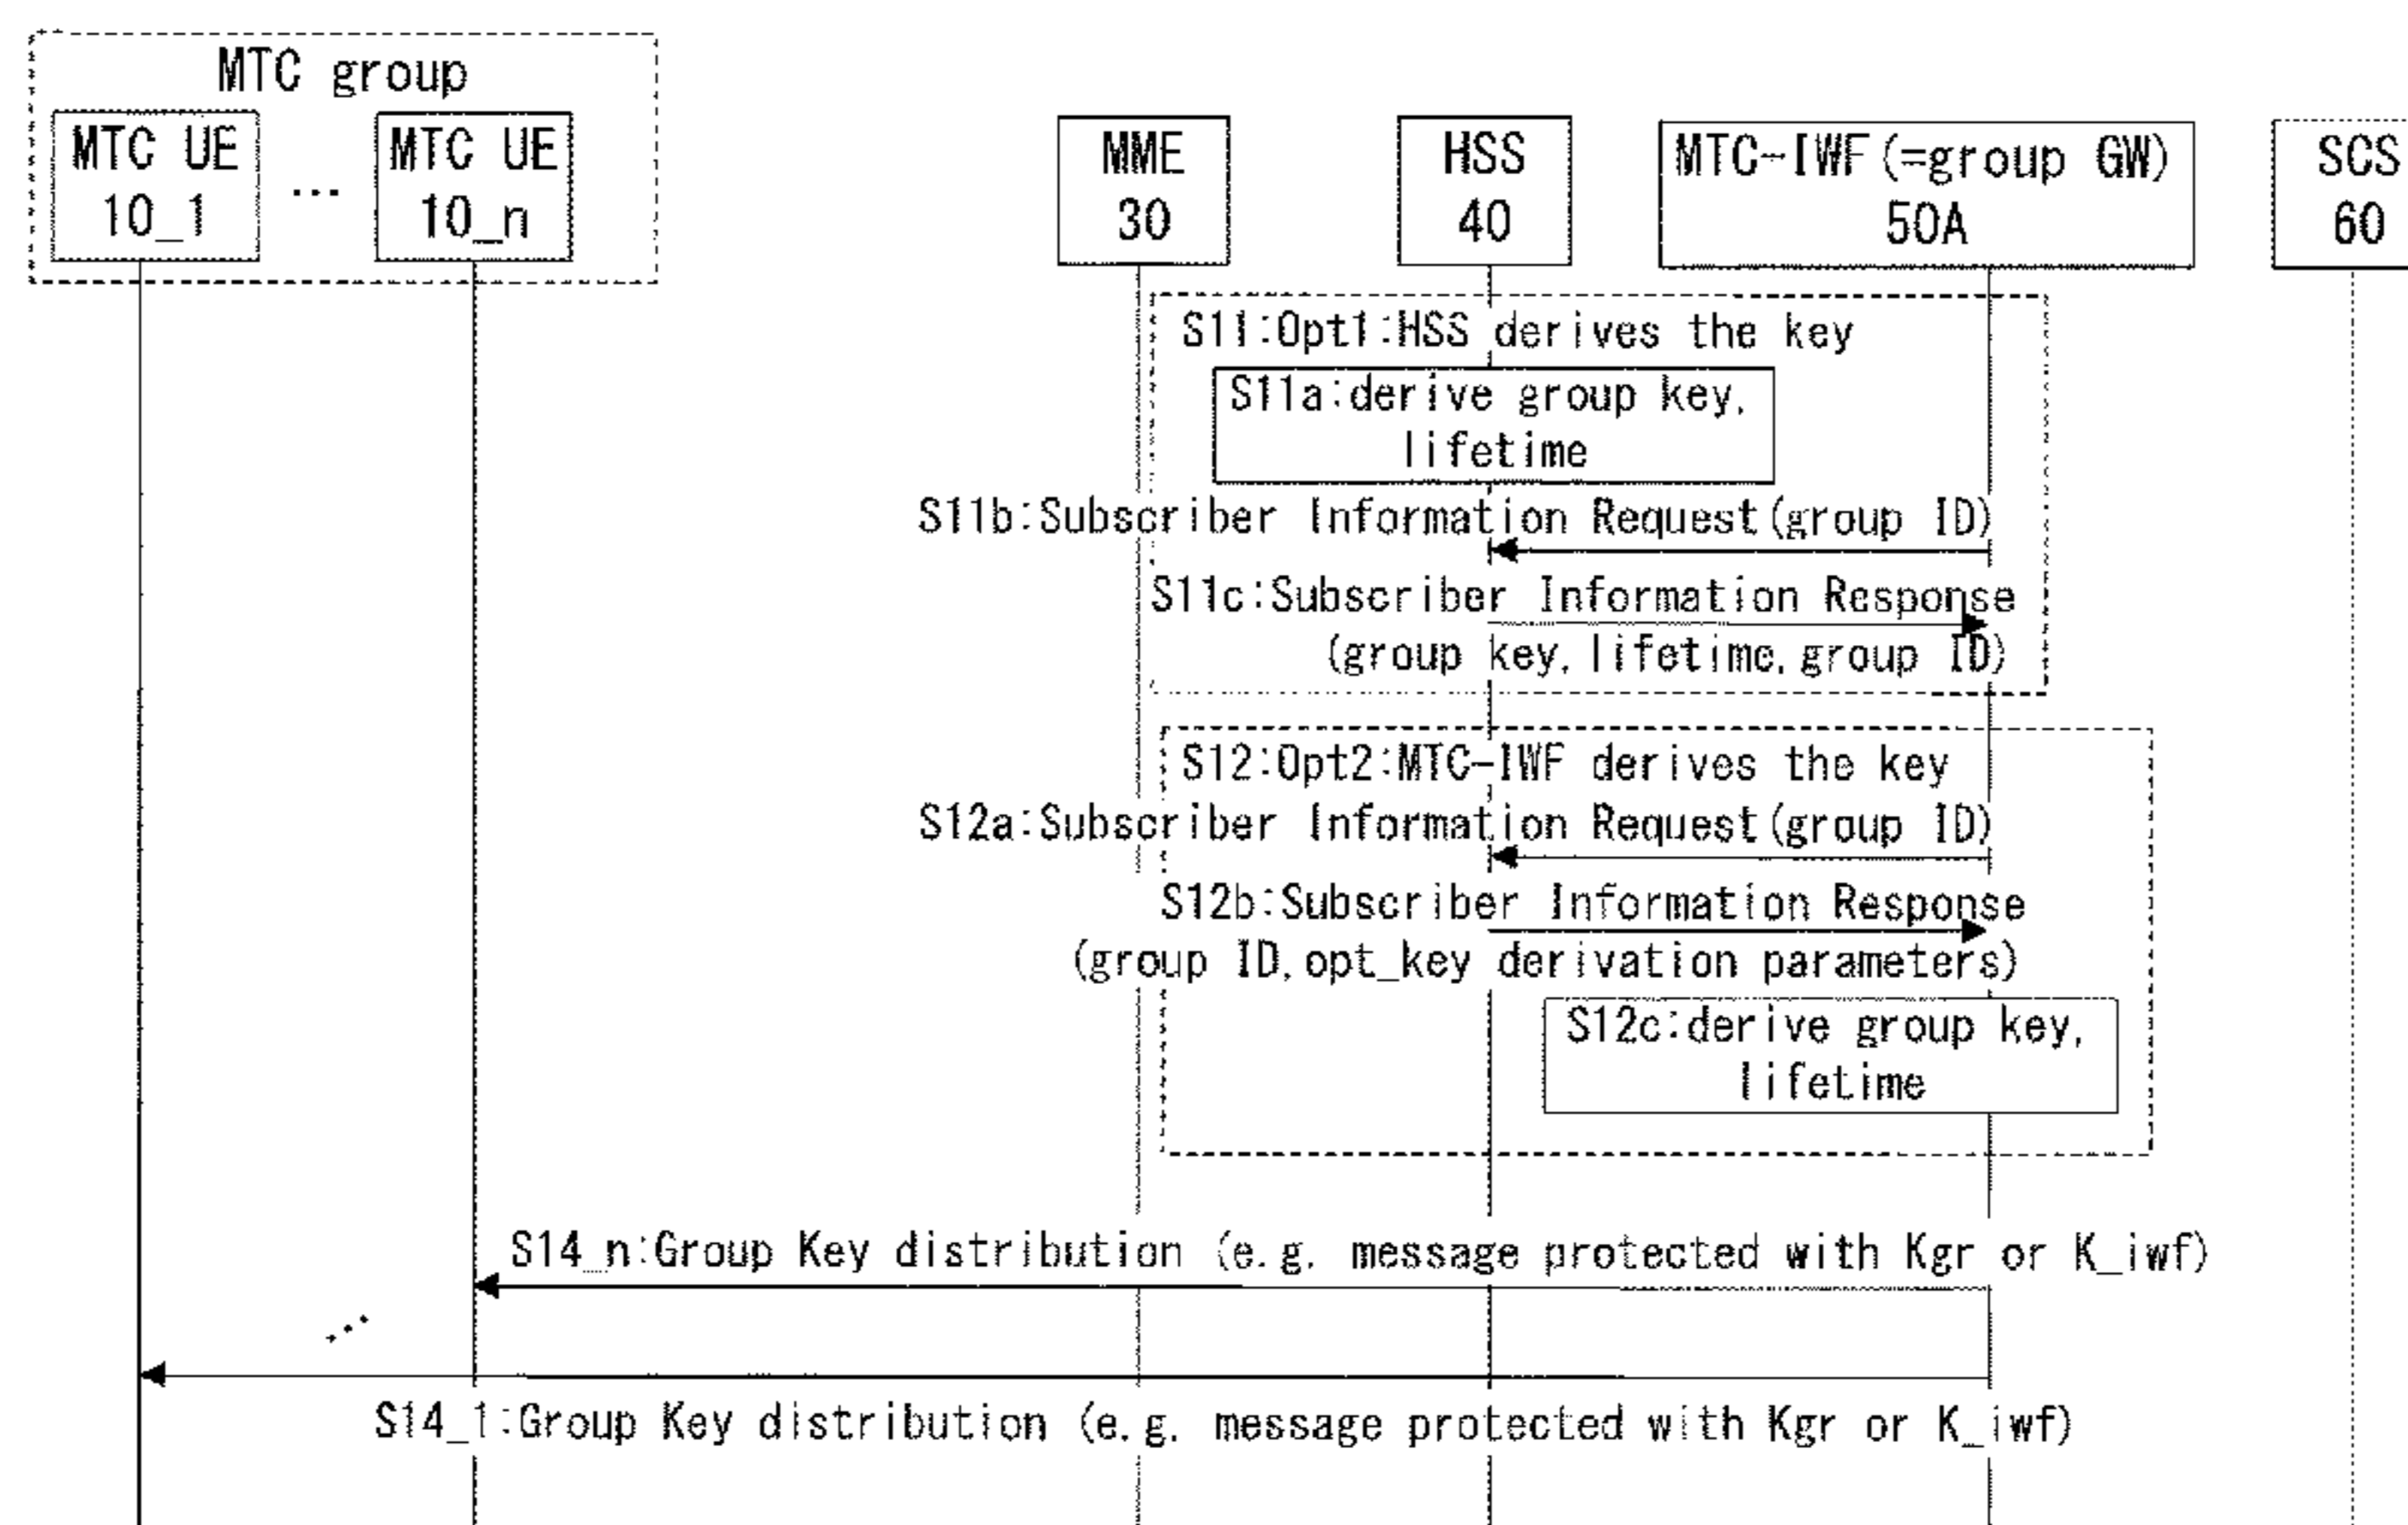 MTC group
MTC UE
10_1
...
MTC UE
10_n
MME
30
HSS
40
MTC-IWF(=group GW)
50A
SCS
60
S11:Opt1:HSS derives the key
S11a:derive group key,
lifetime
S11b:Subscriber Information Request(group ID)
S11c:Subscriber Information Response
(group key,lifetime,group ID)
S12:Opt2:MTC-IWF derives the key
S12a:Subscriber Information Request(group ID)
S12b:Subscriber Information Response
(group ID,opt_key derivation parameters)
S12c:derive group key,
lifetime
S14_n:Group Key distribution (e.g. message protected with Kgr or K_iwf)
...
S14_1:Group Key distribution (e.g. message protected with Kgr or K_iwf)